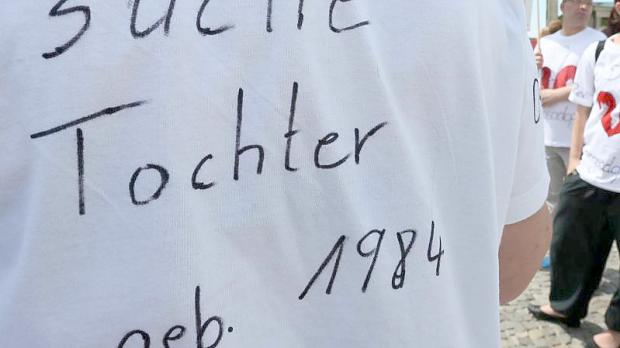 suche
Tochter
1984
geb.